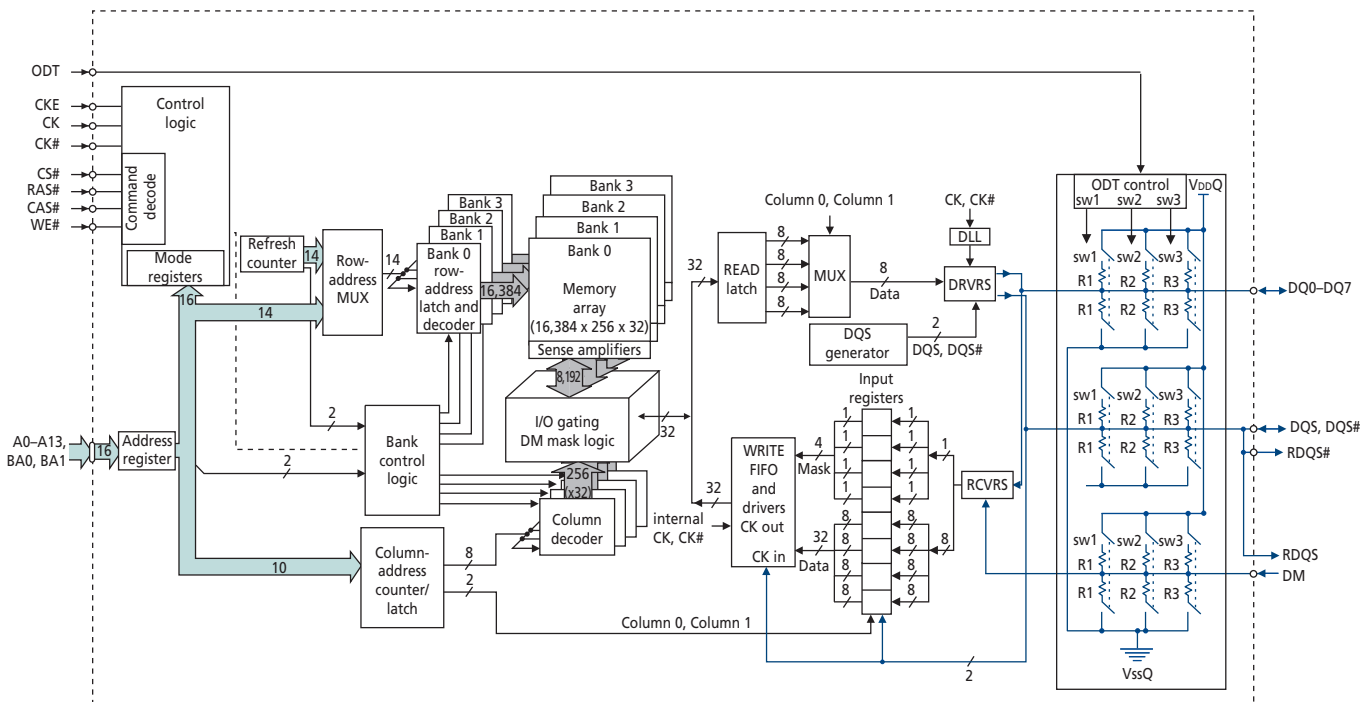 ODT
CKE
CK
CK#
CS#
RAS#
CAS#
WE#
Control
logic
Command
decode
Mode
registers
16
Refresh
counter
14
14
Row-
address
MUX
14
Bank 3
Bank 2
Bank 1
Bank 0
row-
address
latch and
decoder
16,384
Bank 3
Bank 2
Bank 1
Bank 0
Memory
array
(16,384 x 256 x 32)
Sense amplifiers
8,192
I/O gating
DM mask logic
32
A0–A13,
BA0, BA1
16
Address
register
2
2
Bank
control
logic
256
(x32)
Column
decoder
10
Column-
address
counter/
latch
8
2
Column 0, Column 1
32
READ
latch
8
8
8
8
Column 0, Column 1
MUX
8
Data
CK, CK#
DLL
DRVRS
DQS
generator
2
DQS, DQS#
Input
registers
32
internal
CK, CK#
WRITE
FIFO
and
drivers
CK out
CK in
4
Mask
32
Data
1
1
1
1
1
1
1
1
1
8
8
8
8
8
8
8
8
8
RCVRS
2
ODT control
sw1
sw2
sw3
VDDQ
sw1
sw2
sw3
R1
R2
R3
R1
R2
R3
sw1
sw2
sw3
R1
R2
R3
R1
R2
R3
sw1
sw2
sw3
R1
R2
R3
R1
R2
R3
VssQ
DQ0–DQ7
DQS, DQS#
RDQS#
RDQS
DM